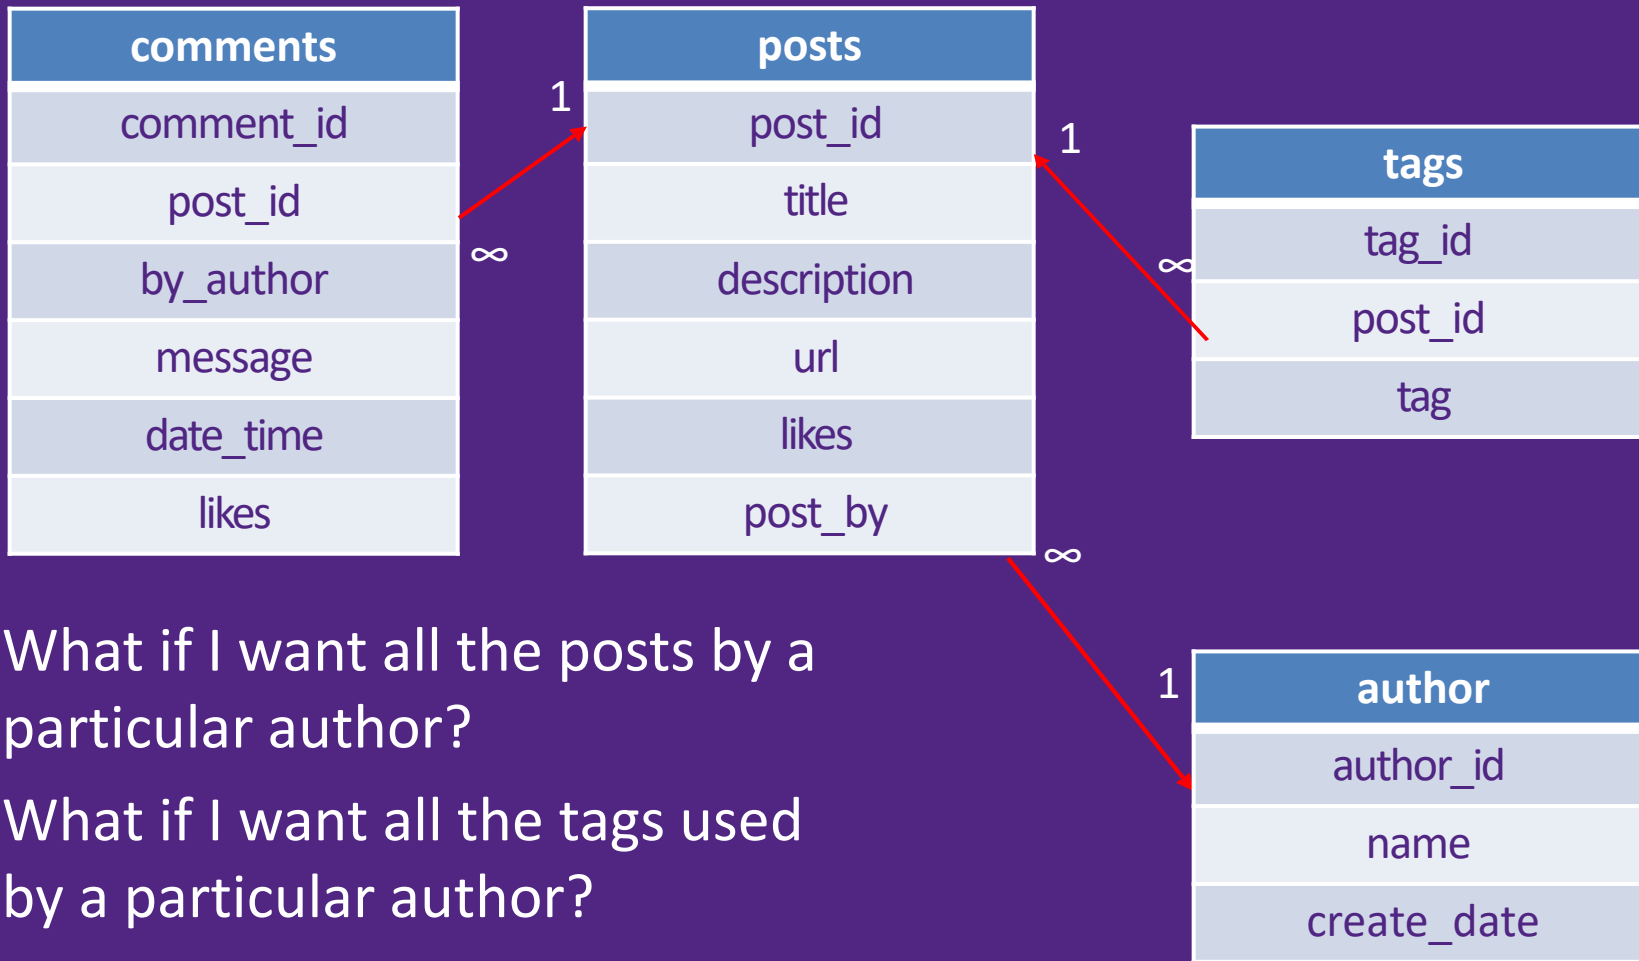 comments
comment_id
post_id
by_author
message
date_time
likes
1
∞
posts
post_id
title
description
url
likes
post_by
1
∞
∞
tags
tag_id
post_id
tag
What if I want all the posts by a
particular author?
What if I want all the tags used
by a particular author?
1
author
author_id
name
create_date